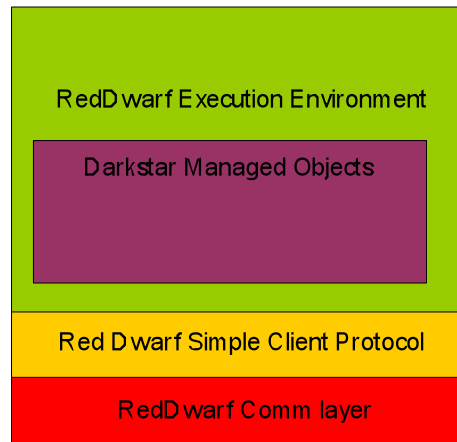 RedDwarf Execution Environment
Darkstar Managed Objects
Red Dwarf Simple Client Protocol
RedDwarf Comm layer